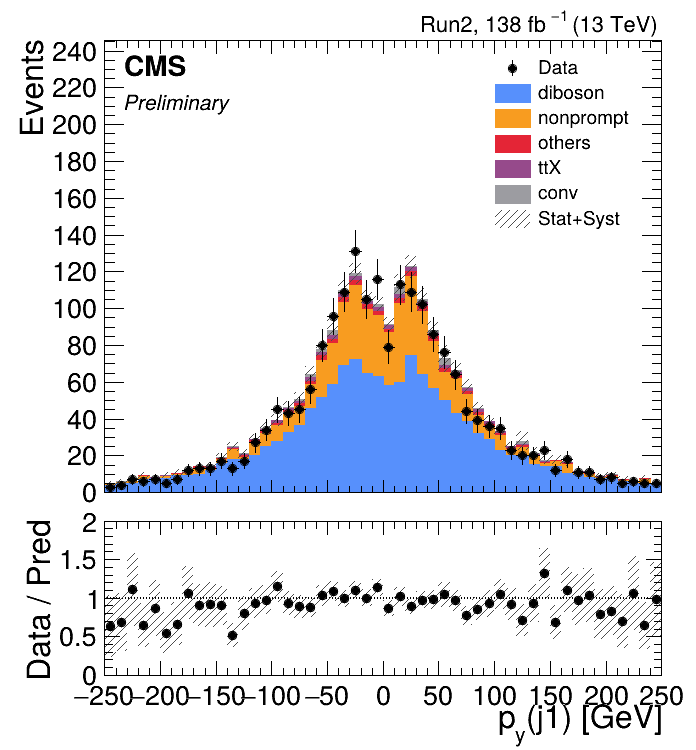 Run2, 138 fb⁻¹ (13 TeV)
CMS
Preliminary
Data
diboson
nonprompt
others
ttX
conv
Stat+Syst
Events
240
220
200
180
160
140
120
100
80
60
40
20
0
Data / Pred
2
1.5
1
0.5
0
−250 −200 −150 −100 −50 0 50 100 150 200 250
p_y(j1) [GeV]